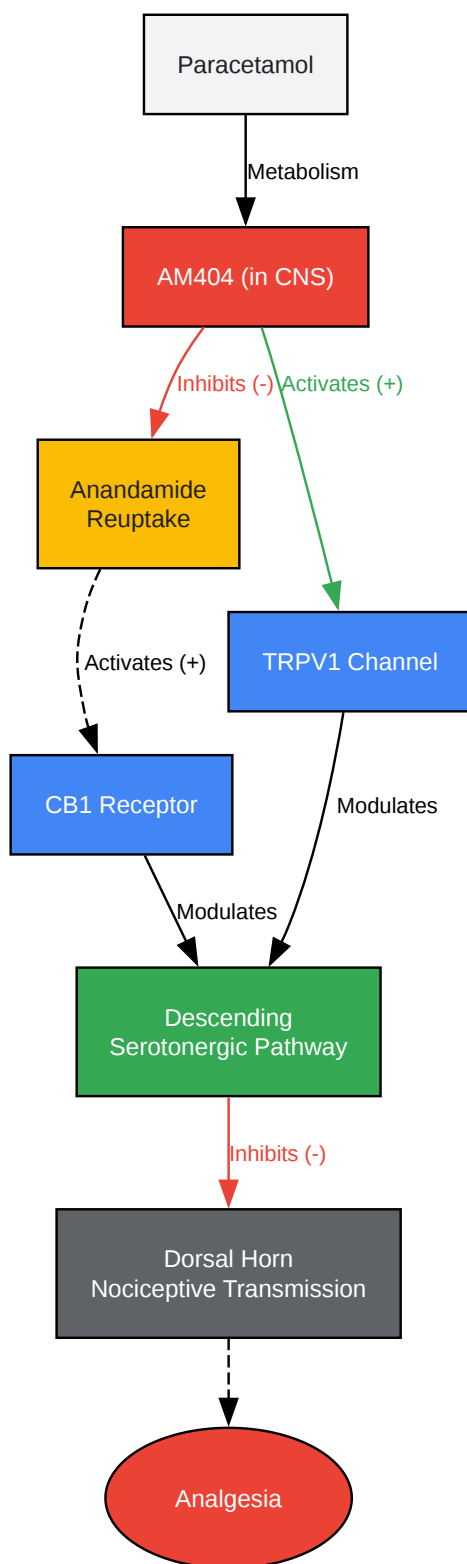 Paracetamol
Metabolism
AM404 (in CNS)
Inhibits (-)
Activates (+)
Anandamide
Reuptake
TRPV1 Channel
Activates (+)
CB1 Receptor
Modulates
Modulates
Descending
Serotonergic Pathway
Inhibits (-)
Dorsal Horn
Nociceptive Transmission
Analgesia